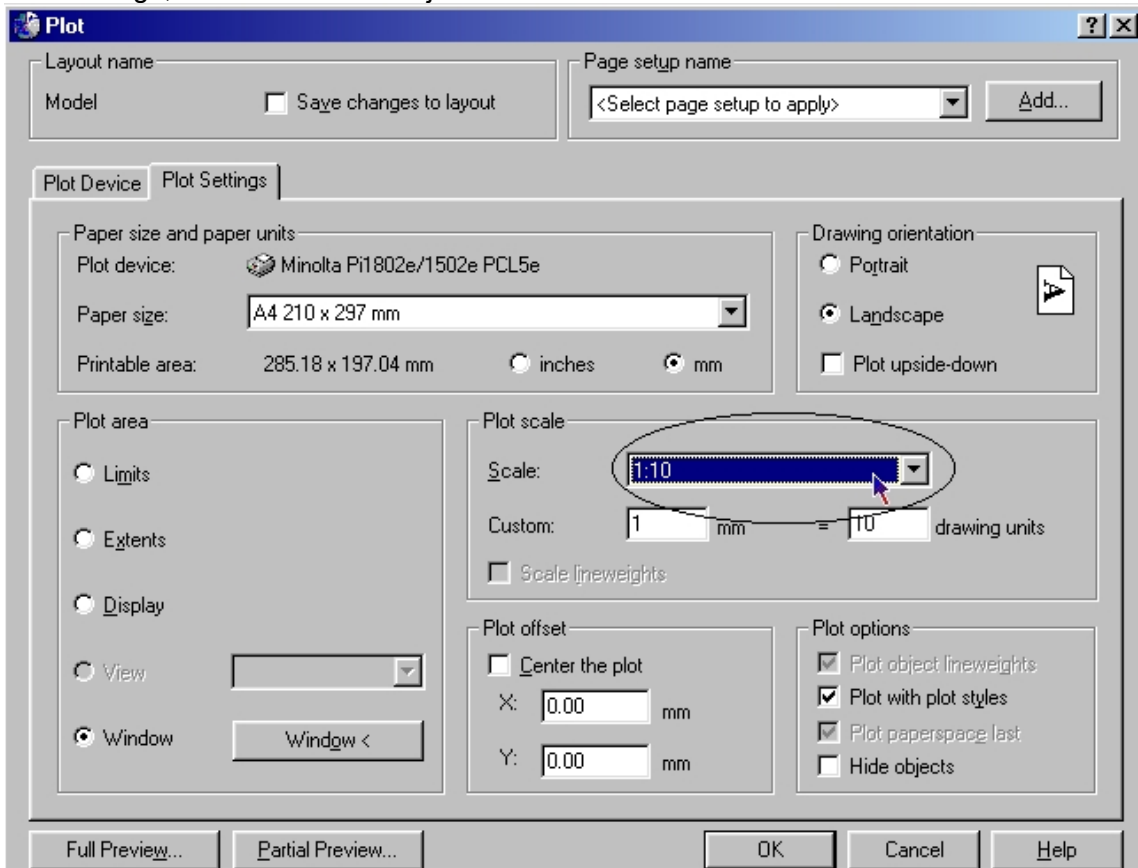 Plot
Layout name
Model
Save changes to layout
Page setup name
<Select page setup to apply>
Add...
Plot Device
Plot Settings
Paper size and paper units
Plot device:
Minolta Pi1802e/1502e PCL5e
Paper size:
A4 210 x 297 mm
Printable area:
285.18 x 197.04 mm
inches
mm
Drawing orientation
Portrait
Landscape
Plot upside-down
A
Plot area
Limits
Extents
Display
View
Window
Window <
Plot scale
Scale:
1:10
Custom:
1
mm
=
10
drawing units
Scale lineweights
Plot offset
Center the plot
X:
0.00
mm
Y:
0.00
mm
Plot options
Plot object lineweights
Plot with plot styles
Plot paperspace last
Hide objects
Full Preview...
Partial Preview...
OK
Cancel
Help